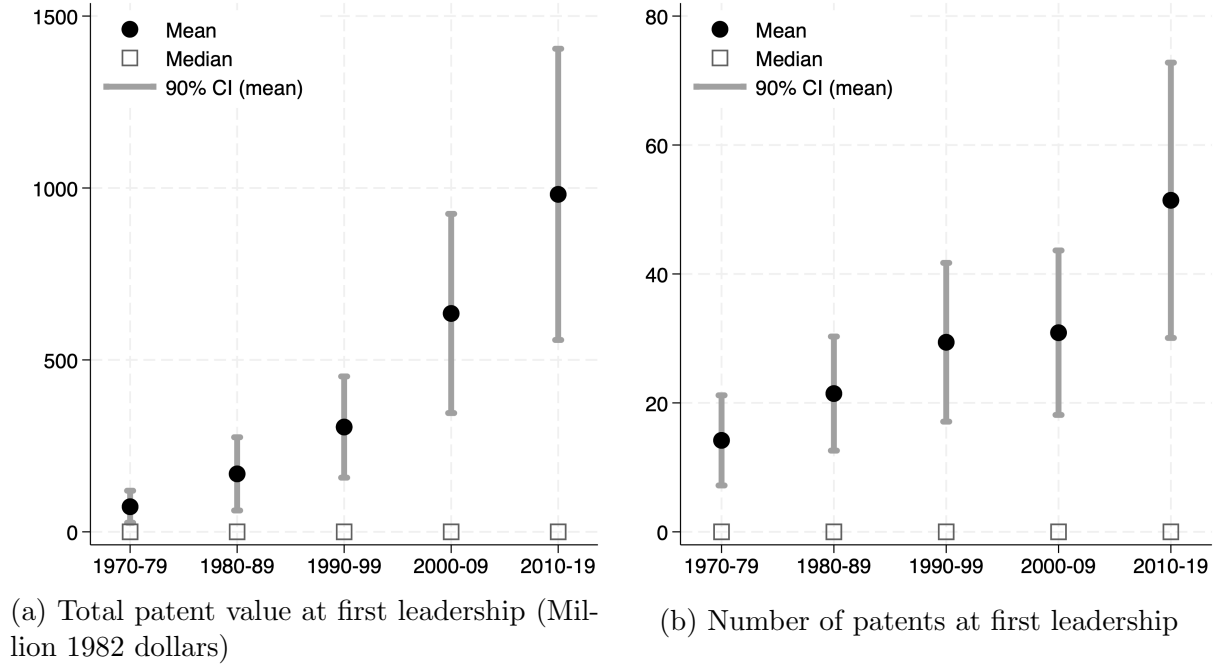 1500
1000
500
0
Mean
Median
90% CI (mean)
1970-79 1980-89 1990-99 2000-09 2010-19
(a) Total patent value at first leadership (Mil-
lion 1982 dollars)
80
60
40
20
0
Mean
Median
90% CI (mean)
1970-79 1980-89 1990-99 2000-09 2010-19
(b) Number of patents at first leadership